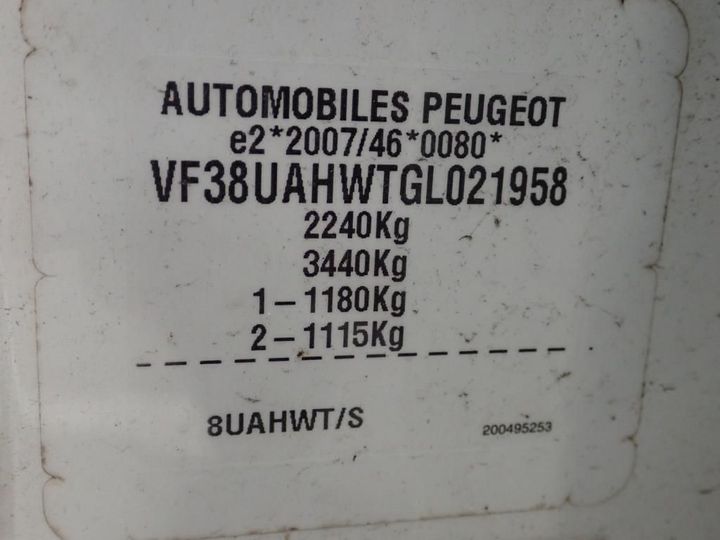 AUTOMOBILES PEUGEOT
e2*2007/46*0080*
VF38UAHWTGL021958
2240Kg
3440Kg
1-1180Kg
2-1115Kg
8UAHWT/S
200495253